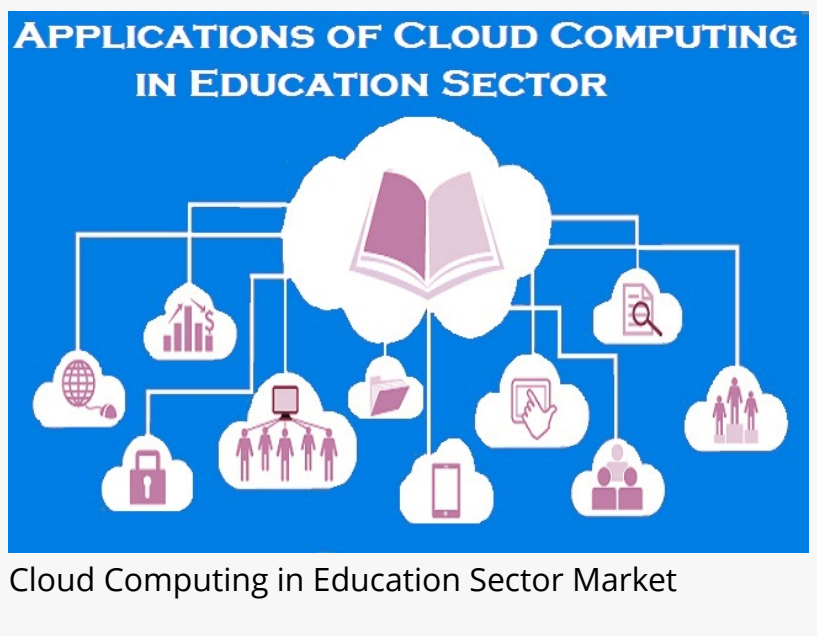 APPLICATIONS OF CLOUD COMPUTING
IN EDUCATION SECTOR
$
Cloud Computing in Education Sector Market